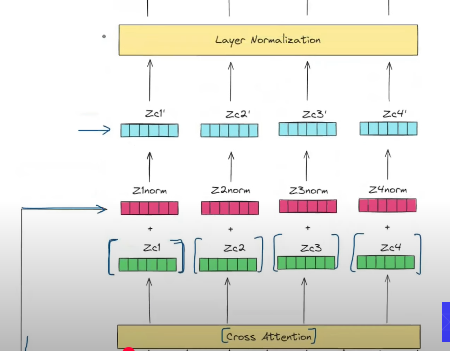 Layer Normalization
Zc1' Zc2' Zc3' Zc4'
Z1norm Z2norm Z3norm Z4norm
+ + + +
Zc1 Zc2 Zc3 Zc4
Cross Attention